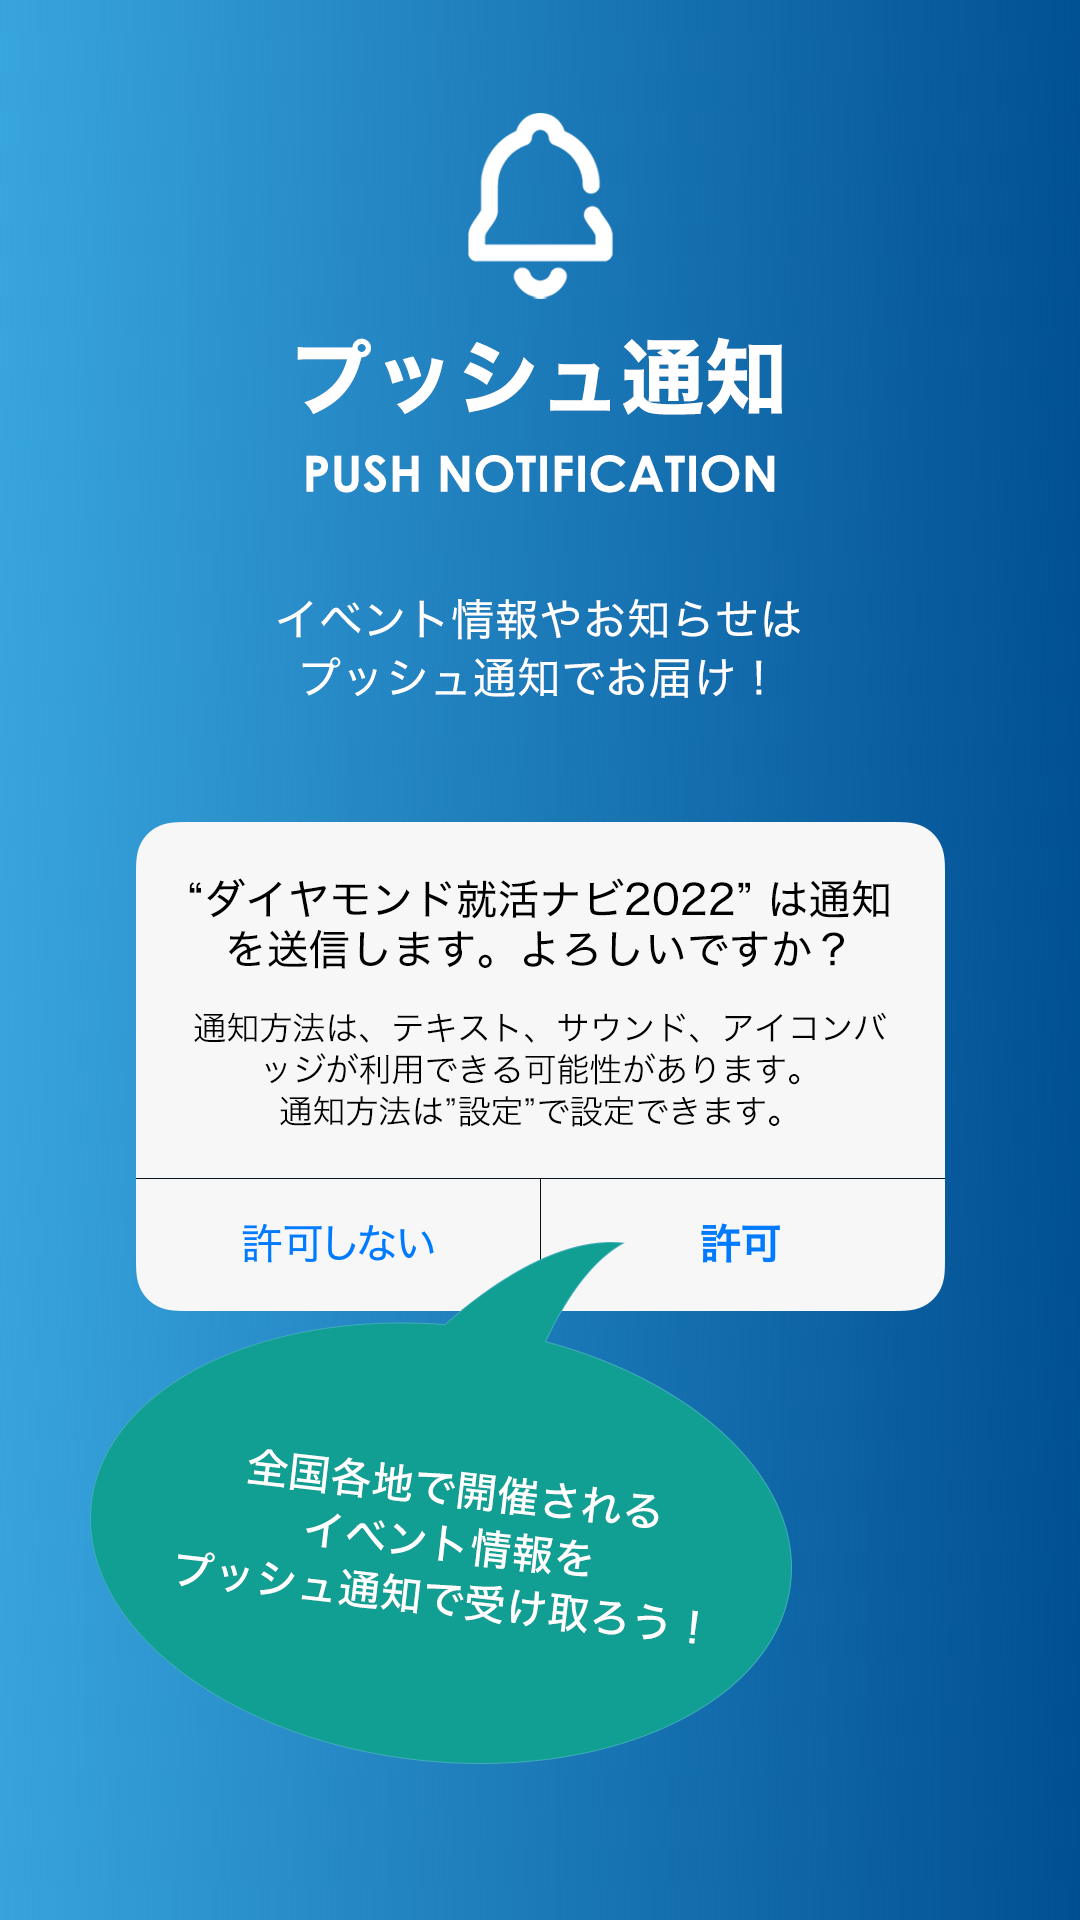 プッシュ通知
PUSH NOTIFICATION
イベント情報やお知らせは
プッシュ通知でお届け！
“ダイヤモンド就活ナビ2022” は通知
を送信します。よろしいですか？
通知方法は、テキスト、サウンド、アイコンバ
ッジが利用できる可能性があります。
通知方法は”設定”で設定できます。
許可しない
許可
全国各地で開催される
イベント情報を
プッシュ通知で受け取ろう！